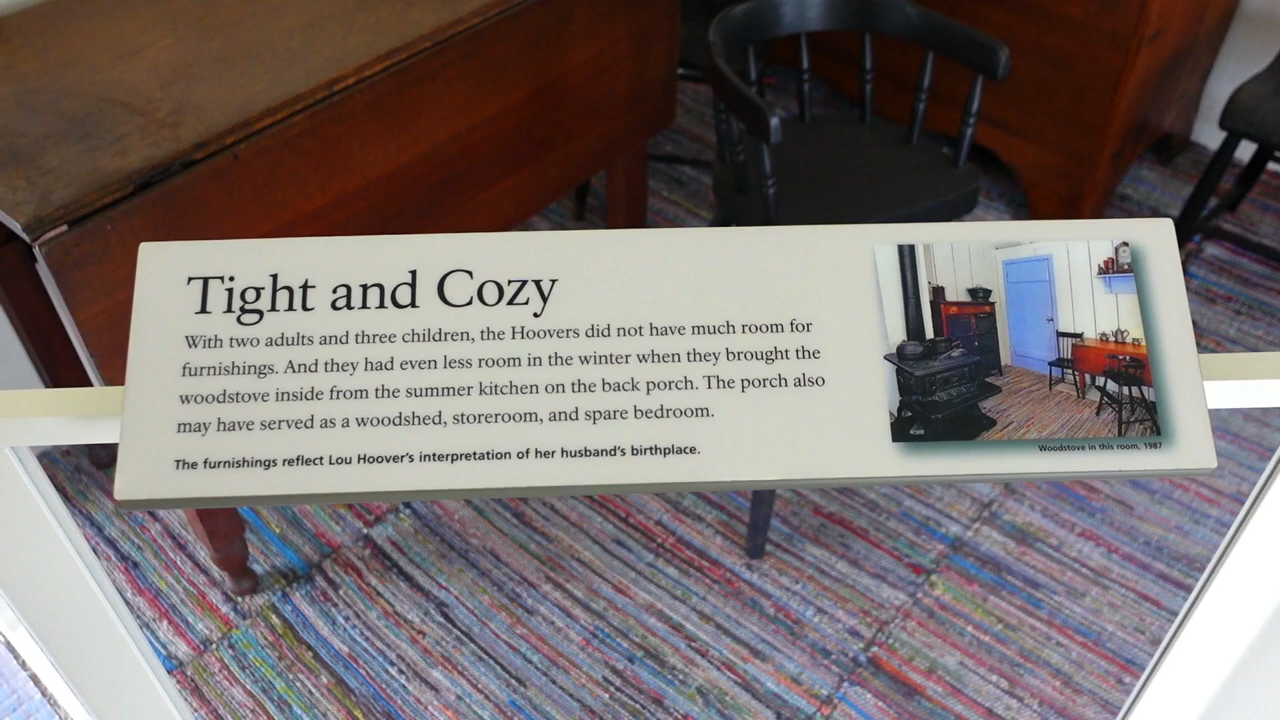 Tight and Cozy
With two adults and three children, the Hoovers did not have much room for
furnishings. And they had even less room in the winter when they brought the
woodstove inside from the summer kitchen on the back porch. The porch also
may have served as a woodshed, storeroom, and spare bedroom.
The furnishings reflect Lou Hoover's interpretation of her husband's birthplace.
Woodstove in this room, 1987